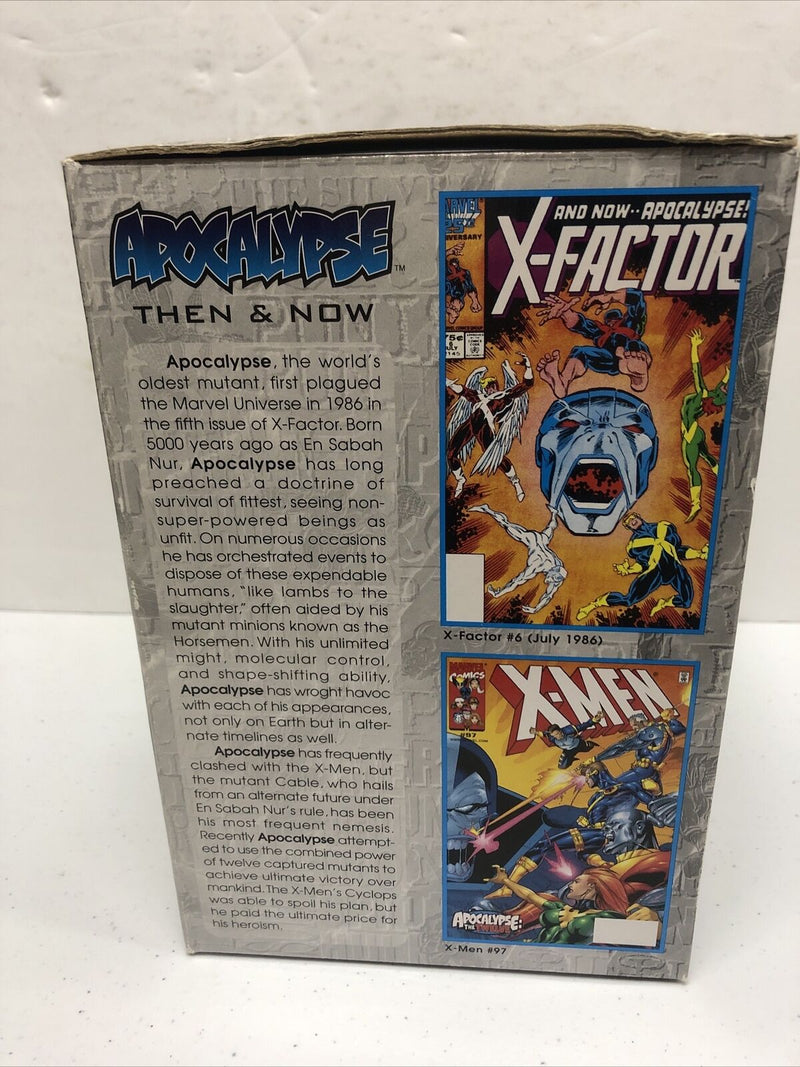 APOCALYPSE™
THEN & NOW
Apocalypse, the world's
oldest mutant, first plagued
the Marvel Universe in 1986 in
the fifth issue of X-Factor. Born
5000 years ago as En Sabah
Nur, Apocalypse has long
preached a doctrine of
survival of fittest, seeing non-
super-powered beings as
unfit. On numerous occasions
he has orchestrated events to
dispose of these expendable
humans, "like lambs to the
slaughter," often aided by his
mutant minions known as the
Horsemen. With his unlimited
might, molecular control,
and shape-shifting ability,
Apocalypse has wroght havoc
with each of his appearances,
not only on Earth but in alter-
nate timelines as well.
Apocalypse has frequently
clashed with the X-Men, but
the mutant Cable, who hails
from an alternate future under
En Sabah Nur's rule, has been
his most frequent nemesis.
Recently Apocalypse attempt-
ed to use the combined power
of twelve captured mutants to
achieve ultimate victory over
mankind. The X-Men's Cyclops
was able to spoil his plan, but
he paid the ultimate price for
his heroism.
AND NOW-- APOCALYPSE!
X-FACTOR
75¢
6
X-Factor #6 (July 1986)
MARVEL
COMICS
X-MEN
#97
APOCALYPSE:
THE TWELVE
X-Men #97